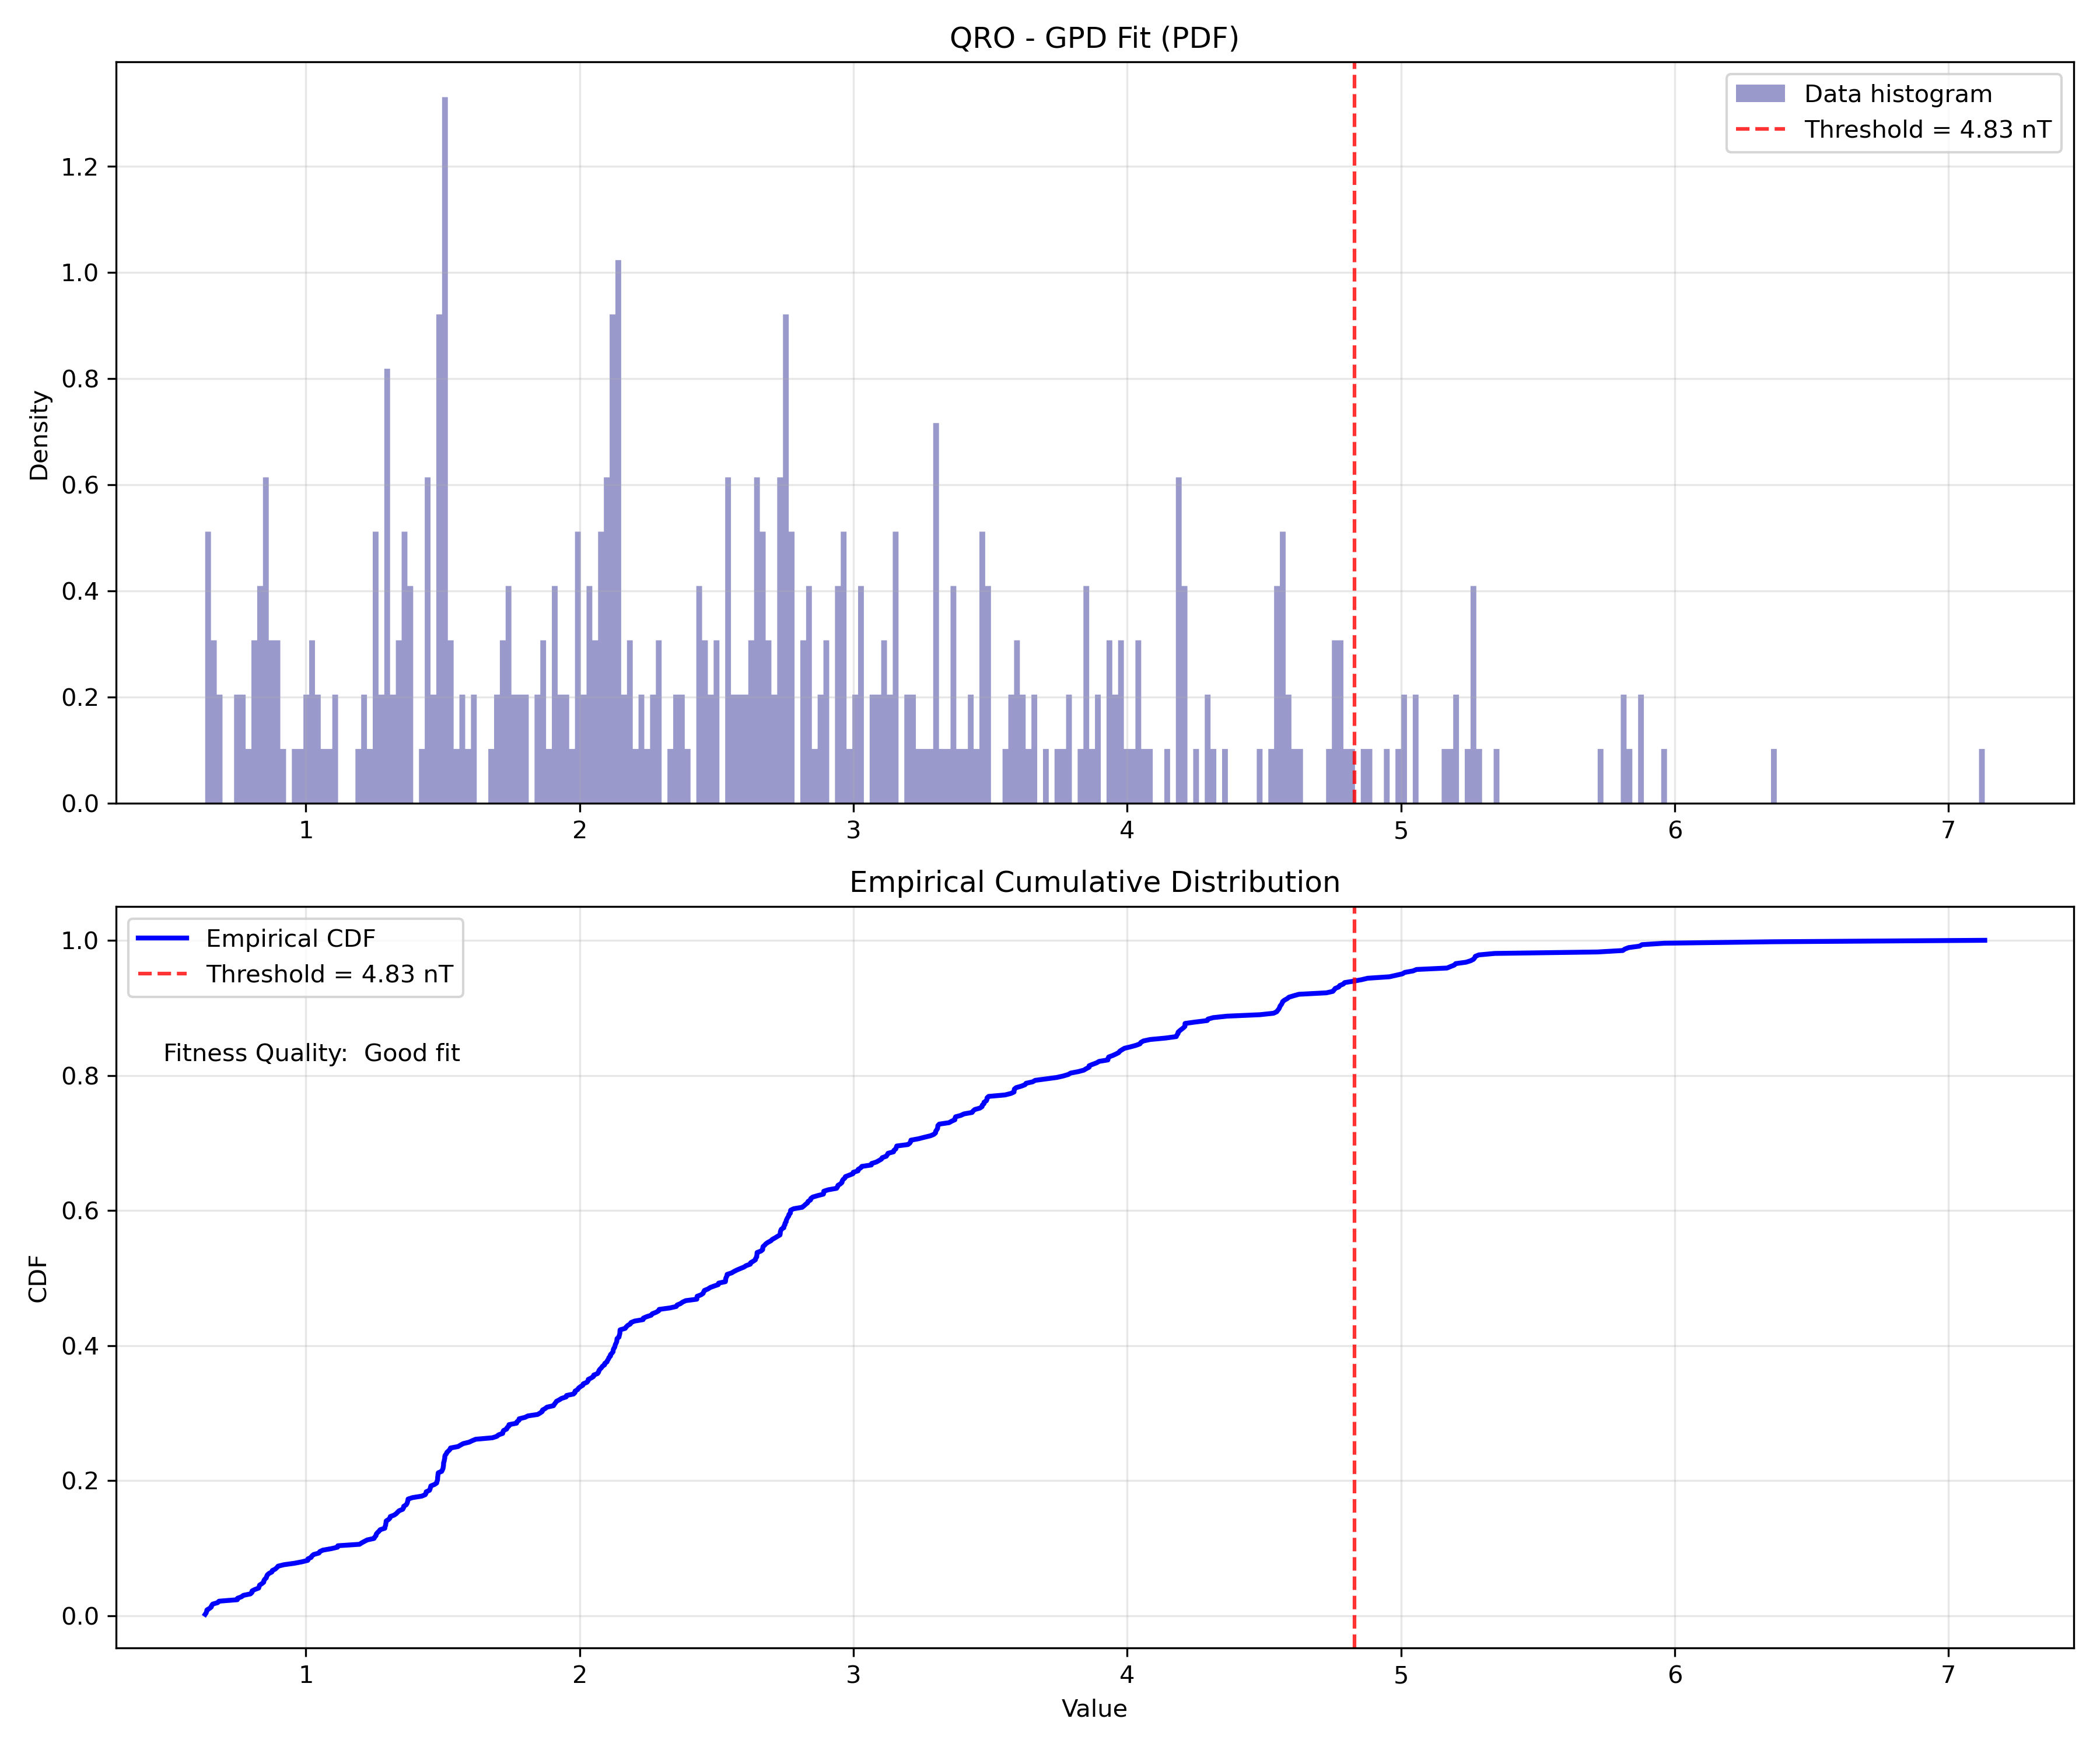 QRO - GPD Fit (PDF)
Density
0.0
0.2
0.4
0.6
0.8
1.0
1.2
Data histogram
Threshold = 4.83 nT
1 2 3 4 5 6 7
Empirical Cumulative Distribution
CDF
1.0
0.8
0.6
0.4
0.2
0.0
Empirical CDF
Threshold = 4.83 nT
Fitness Quality:  Good fit
1 2 3 4 5 6 7
Value